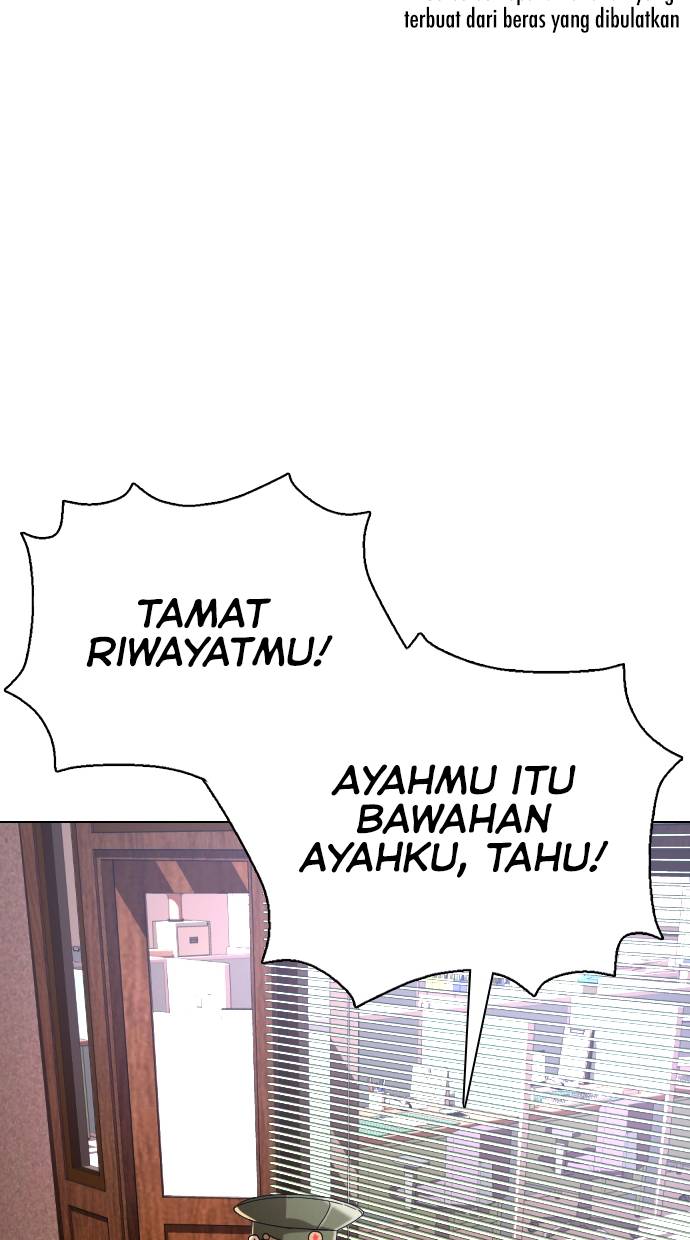 terbuat dari beras yang dibulatkan
TAMAT
RIWAYATMU!
AYAHMU ITU
BAWAHAN
AYAHKU, TAHU!